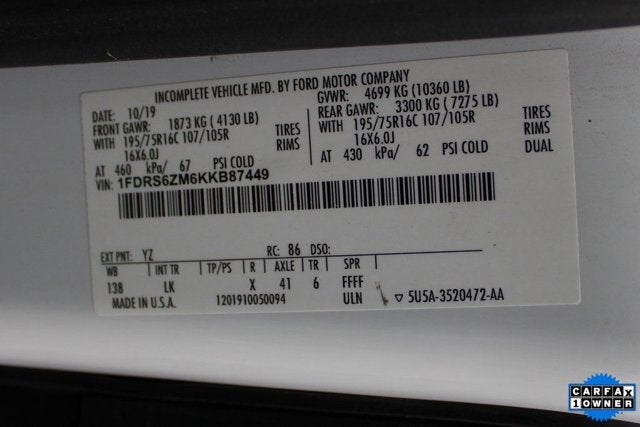 INCOMPLETE VEHICLE MFD. BY FORD MOTOR COMPANY
DATE: 10/19 GVWR: 4699 KG (10360 LB)
FRONT GAWR: 1873 KG ( 4130 LB) REAR GAWR: 3300 KG ( 7275 LB)
WITH 195/75R16C 107/105R TIRES WITH 195/75R16C 107/105R TIRES
16X6.0J RIMS 16X6.0J RIMS
AT 460 kPa/ 67 PSI COLD AT 430 kPa/ 62 PSI COLD DUAL
VIN: 1FDRS6ZM6KKB87449
EXT PNT: YZ RC: 86 DSO:
WB INT TR TP/PS R AXLE TR SPR
138 LK X 41 6 FFFF
MADE IN U.S.A. 1201910050094 ULN ▽ 5U5A-3520472-AA
CARFAX
1 OWNER